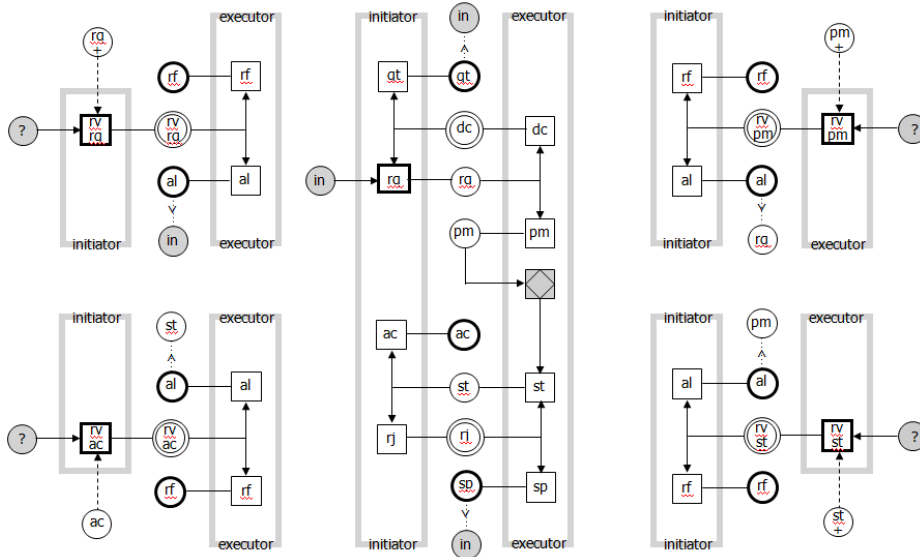 executor
rq
+
rf
rf
?
rv
rq
rv
rq
al
al
initiator
in
executor
initiator
in
executor
qt
qt
dc
dc
in
rq
rq
pm
pm
ac
ac
st
st
rj
rj
sp
sp
initiator
in
executor
initiator
pm
+
rf
rf
rv
pm
rv
pm
?
al
al
initiator
rq
executor
initiator
st
executor
al
al
?
rv
ac
rv
ac
rf
rf
ac
executor
initiator
pm
executor
al
al
rv
st
rv
st
?
rf
rf
st
+
initiator
executor